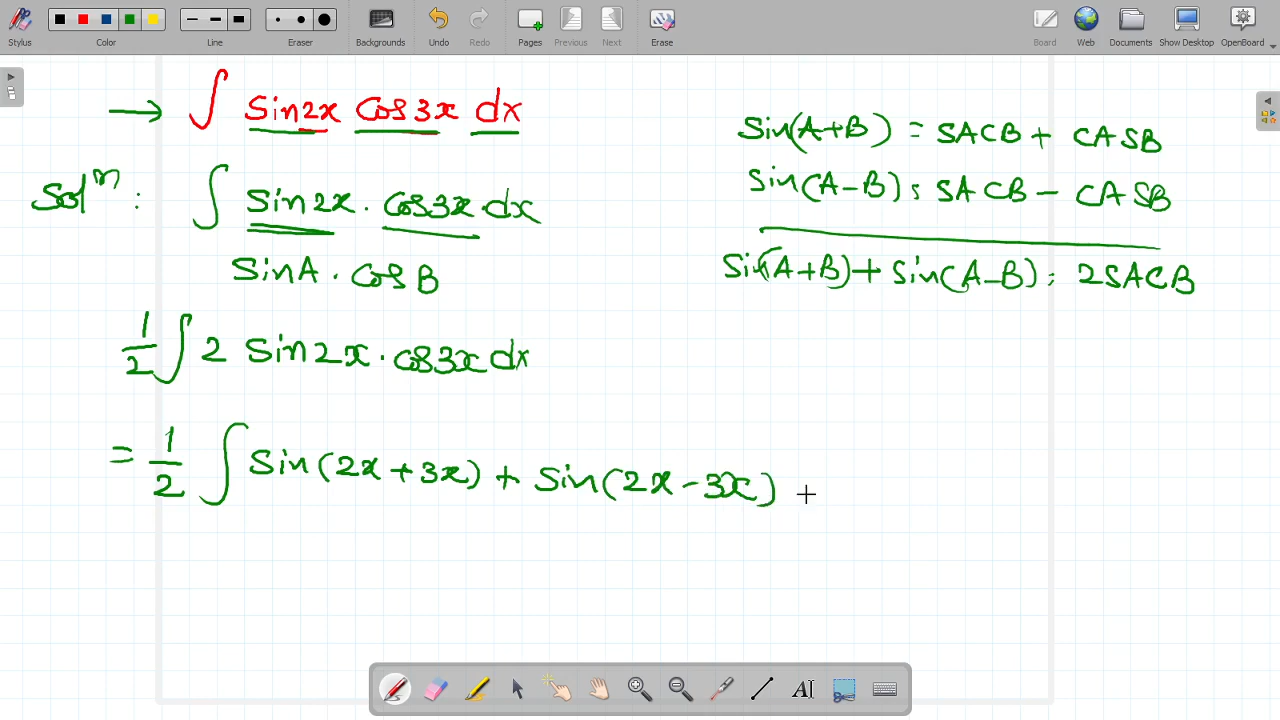 Stylus Color Line Eraser Backgrounds Undo Redo Pages Previous Next Erase Board Web Documents Show Desktop OpenBoard
→ ∫ Sin2x Cos3x dx
Solⁿ : ∫ Sin2x · cos3x · dx
SinA · cosB
1/2 ∫ 2 Sin2x · cos3x dx
= 1/2 ∫ Sin(2x + 3x) + Sin(2x - 3x)
Sin(A+B) = SACB + CASB
Sin(A-B) : SACB - CASB
Sin(A+B) + Sin(A-B) : 2SACB